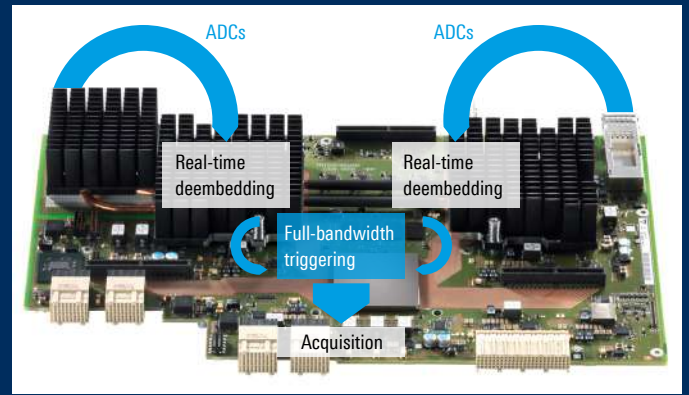 ADCs
ADCs
Real-time
deembedding
Real-time
deembedding
Full-bandwidth
triggering
Acquisition